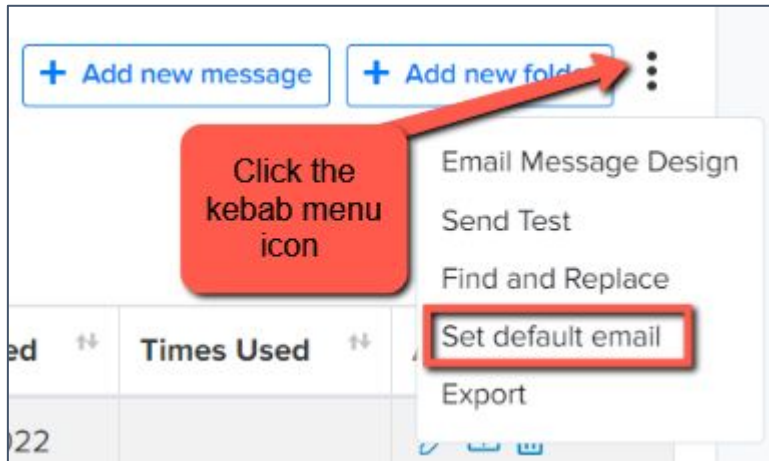 + Add new message
+ Add new folde
Click the
kebab menu
icon
Email Message Design
Send Test
Find and Replace
Set default email
Export
ed
Times Used
022